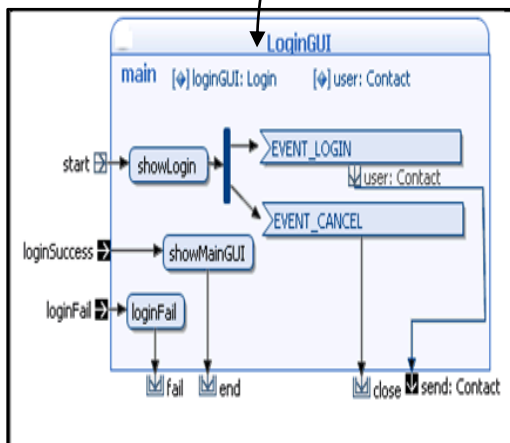 LoginGUI
main
loginGUI: Login
user: Contact
start
showLogin
EVENT_LOGIN
user: Contact
EVENT_CANCEL
loginSuccess
showMainGUI
loginFail
loginFail
fail
end
close
send: Contact